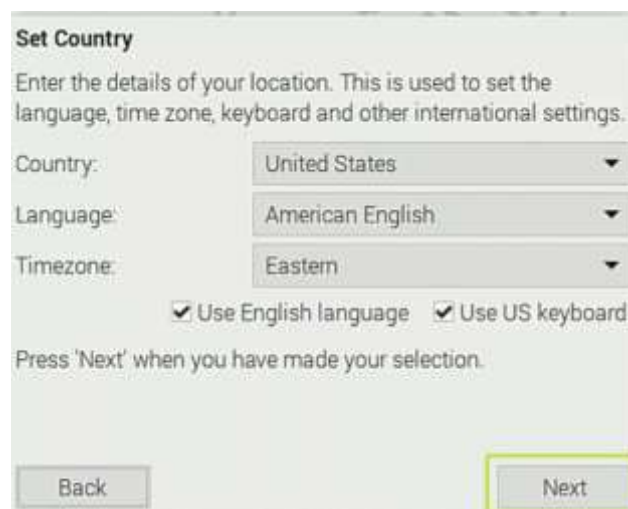 Set Country
Enter the details of your location. This is used to set the
language, time zone, keyboard and other international settings.
Country: United States
Language: American English
Timezone: Eastern
Use English language Use US keyboard
Press 'Next' when you have made your selection.
Back Next